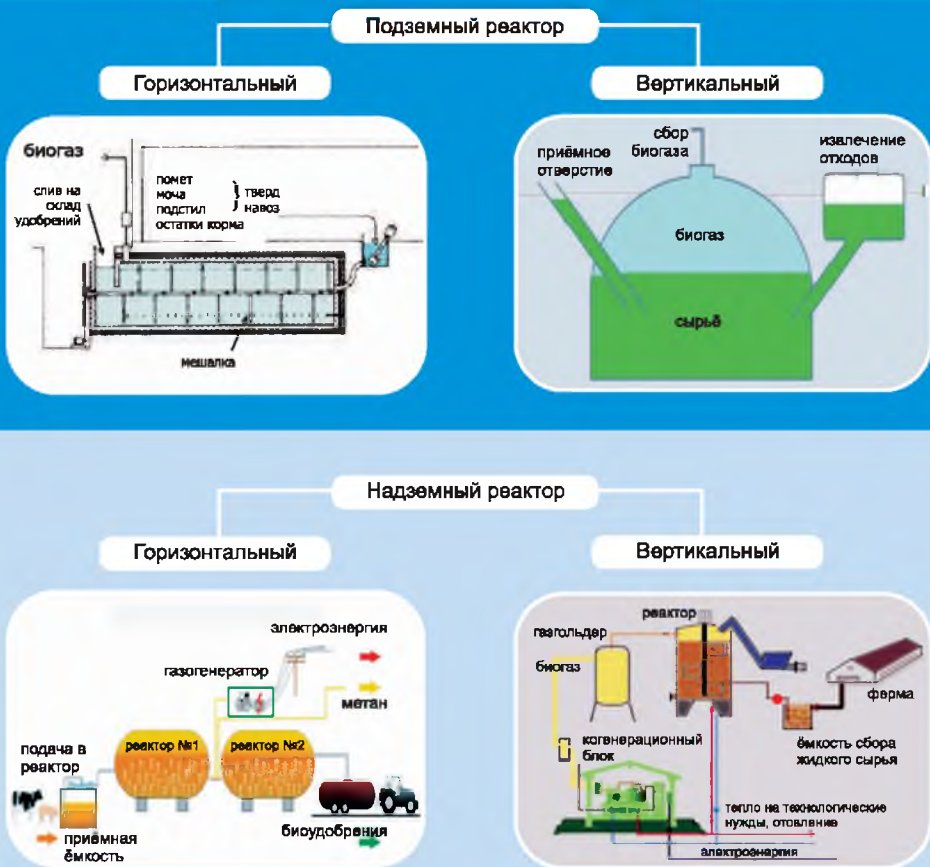 Подземный реактор
Горизонтальный
биогаз
слив на
склад
удобрений
помет
моча
подстил
остатки корма
тверд
навоз
мешалка
Вертикальный
сбор
биогаза
приёмное
отверстие
извлечение
отходов
биогаз
сырьё
Надземный реактор
Горизонтальный
электроэнергия
газогенератор
метан
реактор №1
реактор №2
подача в
реактор
приёмная
ёмкость
биоудобрения
Вертикальный
реактор
газгольдер
биогаз
ферма
когенерационный
блок
ёмкость сбора
жидкого сырья
тепло на технологические
нужды, отовление
электроэнергия